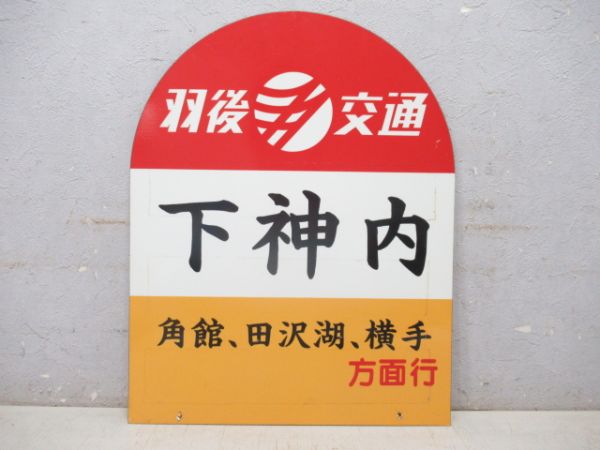 羽後交通
下神内
角館、田沢湖、横手
方面行